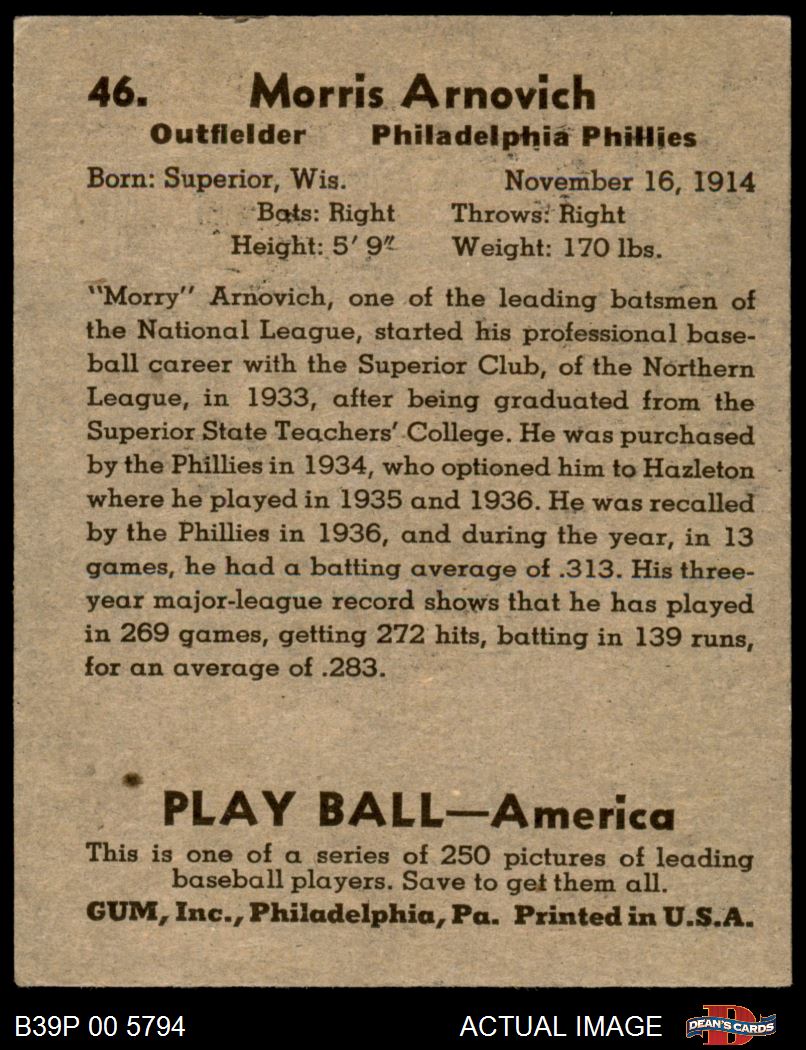 46. Morris Arnovich
Outfielder Philadelphia Phillies
Born: Superior, Wis. November 16, 1914
Bats: Right Throws: Right
Height: 5' 9" Weight: 170 lbs.
"Morry" Arnovich, one of the leading batsmen of
the National League, started his professional base-
ball career with the Superior Club, of the Northern
League, in 1933, after being graduated from the
Superior State Teachers' College. He was purchased
by the Phillies in 1934, who optioned him to Hazleton
where he played in 1935 and 1936. He was recalled
by the Phillies in 1936, and during the year, in 13
games, he had a batting average of .313. His three-
year major-league record shows that he has played
in 269 games, getting 272 hits, batting in 139 runs,
for an average of .283.
PLAY BALL—America
This is one of a series of 250 pictures of leading
baseball players. Save to get them all.
GUM, Inc., Philadelphia, Pa. Printed in U.S.A.
B39P 00 5794 ACTUAL IMAGE DEAN'S CARDS